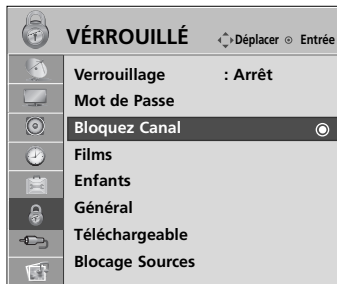 VÉRROUILLÉ Déplacer Entrée
Verrouillage : Arrêt
Mot de Passe
Bloquez Canal
Films
Enfants
Général
Téléchargeable
Blocage Sources